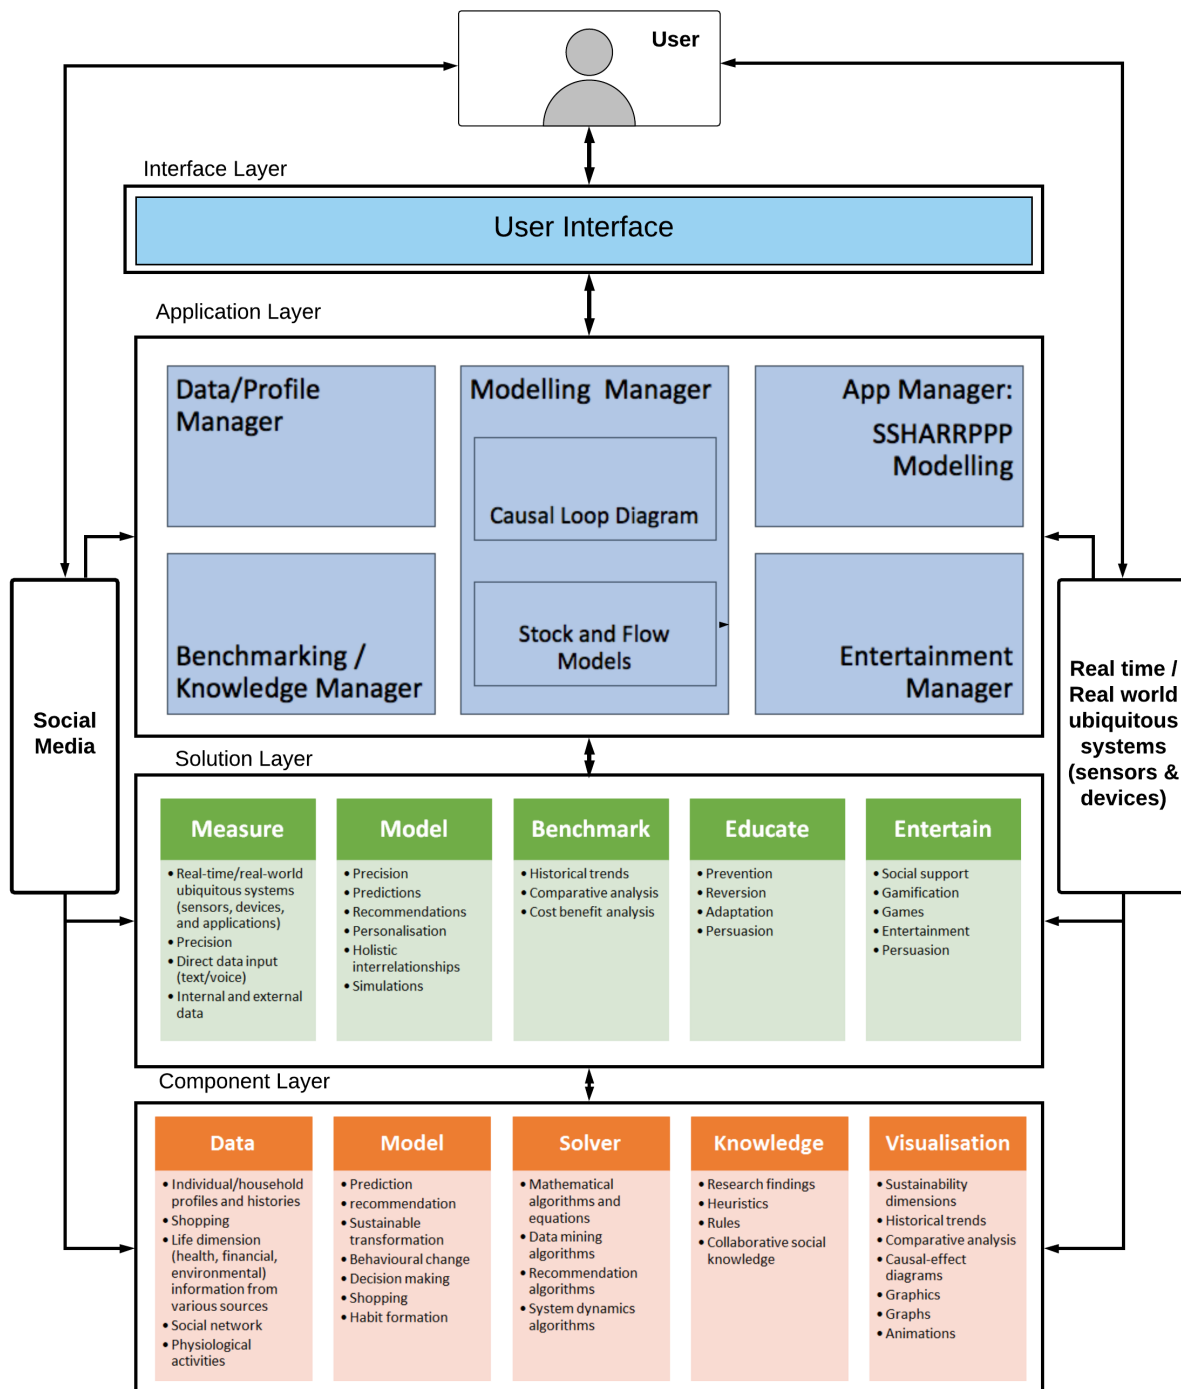 User
Interface Layer
User Interface
Application Layer
Data/Profile
Manager
Modelling Manager
Causal Loop Diagram
Stock and Flow
Models
App Manager:
SSHARRPPP
Modelling
Benchmarking /
Knowledge Manager
Entertainment
Manager
Social
Media
Real time /
Real world
ubiquitous
systems
(sensors &
devices)
Solution Layer
Measure
• Real-time/real-world
ubiquitous systems
(sensors, devices,
and applications)
• Precision
• Direct data input
(text/voice)
• Internal and external
data
Model
• Precision
• Predictions
• Recommendations
• Personalisation
• Holistic
interrelationships
• Simulations
Benchmark
• Historical trends
• Comparative analysis
• Cost benefit analysis
Educate
• Prevention
• Reversion
• Adaptation
• Persuasion
Entertain
• Social support
• Gamification
• Games
• Entertainment
• Persuasion
Component Layer
Data
• Individual/household
profiles and histories
• Shopping
• Life dimension
(health, financial,
environmental)
information from
various sources
• Social network
• Physiological
activities
Model
• Prediction
• recommendation
• Sustainable
transformation
• Behavioural change
• Decision making
• Shopping
• Habit formation
Solver
• Mathematical
algorithms and
equations
• Data mining
algorithms
• Recommendation
algorithms
• System dynamics
algorithms
Knowledge
• Research findings
• Heuristics
• Rules
• Collaborative social
knowledge
Visualisation
• Sustainability
dimensions
• Historical trends
• Comparative analysis
• Causal-effect
diagrams
• Graphics
• Graphs
• Animations